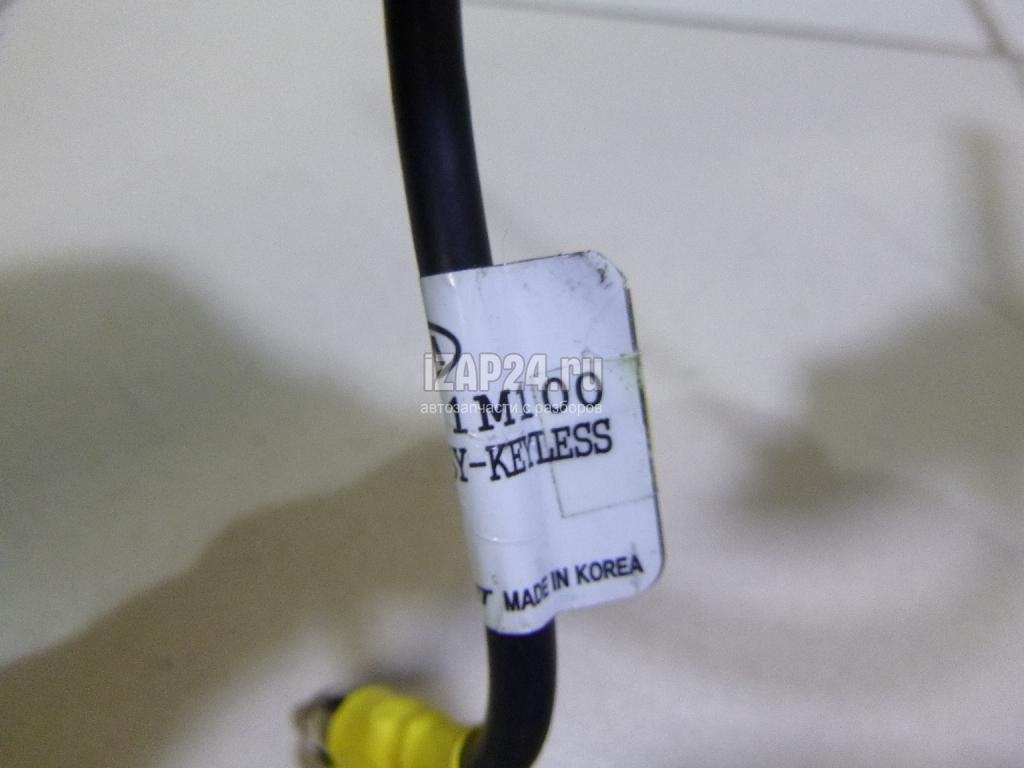 iZAP24.ru
автозапчасти с разборов
1M100
Y-KEYLESS
T MADE IN KOREA